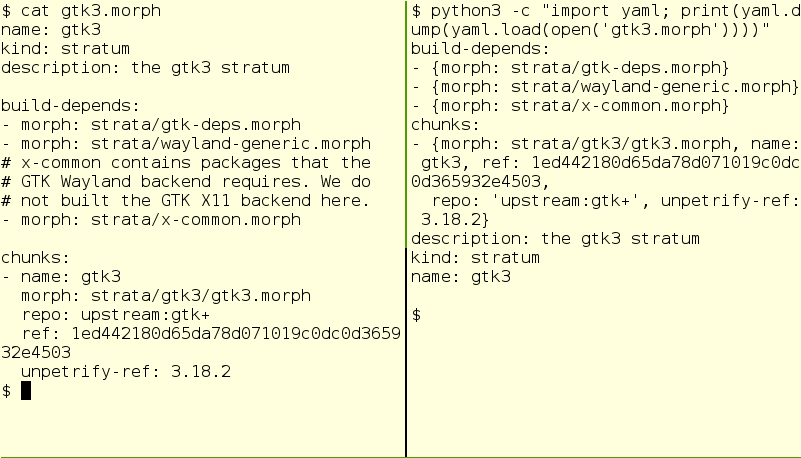 $ cat gtk3.morph
name: gtk3
kind: stratum
description: the gtk3 stratum

build-depends:
- morph: strata/gtk-deps.morph
- morph: strata/wayland-generic.morph
# x-common contains packages that the
# GTK Wayland backend requires. We do
# not built the GTK X11 backend here.
- morph: strata/x-common.morph

chunks:
- name: gtk3
  morph: strata/gtk3/gtk3.morph
  repo: upstream:gtk+
  ref: 1ed442180d65da78d071019c0dc0d3659
32e4503
  unpetrify-ref: 3.18.2
$
$ python3 -c "import yaml; print(yaml.d
ump(yaml.load(open('gtk3.morph'))))"
build-depends:
- {morph: strata/gtk-deps.morph}
- {morph: strata/wayland-generic.morph}
- {morph: strata/x-common.morph}
chunks:
- {morph: strata/gtk3/gtk3.morph, name:
 gtk3, ref: 1ed442180d65da78d071019c0dc
0d365932e4503,
  repo: 'upstream:gtk+', unpetrify-ref:
 3.18.2}
description: the gtk3 stratum
kind: stratum
name: gtk3

$